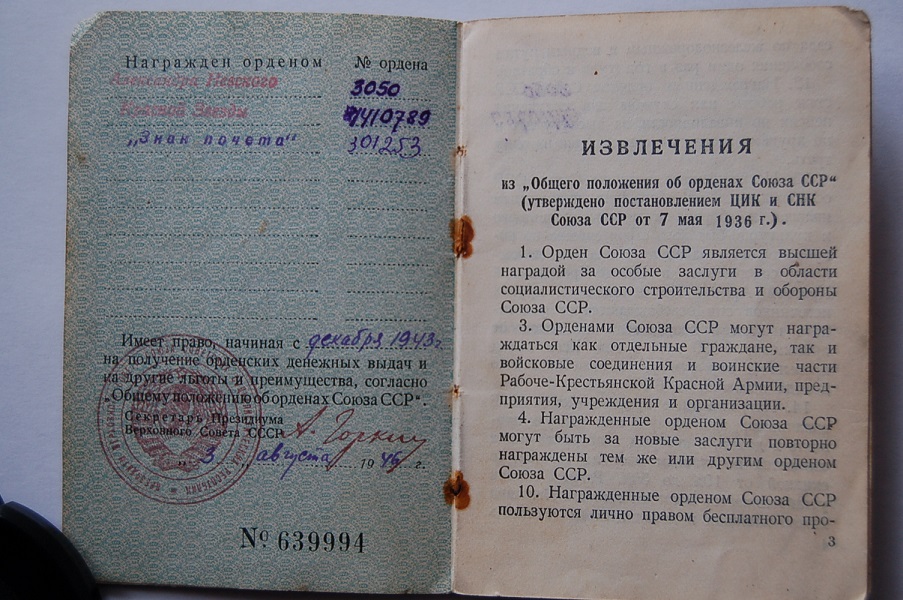 Награжден орденом № ордена
Александра Невского 3050
Красной Звезды 1410789
„Знак почета“ 301253
Имеет право, начиная с декабря 1943г.
на получение орденских денежных выдач и
на другие льготы и преимущества, согласно
„Общему положению об орденах Союза ССР“.
Секретарь Президиума
Верховного Совета СССР А. Горкин
„ 3 „ августа 1946 г.
№ 639994
ИЗВЛЕЧЕНИЯ
из „Общего положения об орденах Союза ССР“
(утверждено постановлением ЦИК и СНК
Союза ССР от 7 мая 1936 г.).
1. Орден Союза ССР является высшей
наградой за особые заслуги в области
социалистического строительства и обороны
Союза ССР.
3. Орденами Союза ССР могут награ-
ждаться как отдельные граждане, так и
войсковые соединения и воинские части
Рабоче-Крестьянской Красной Армии, пред-
приятия, учреждения и организации.
4. Награжденные орденом Союза ССР
могут быть за новые заслуги повторно
награждены тем же или другим орденом
Союза ССР.
10. Награжденные орденом Союза ССР
пользуются лично правом бесплатного про-
3